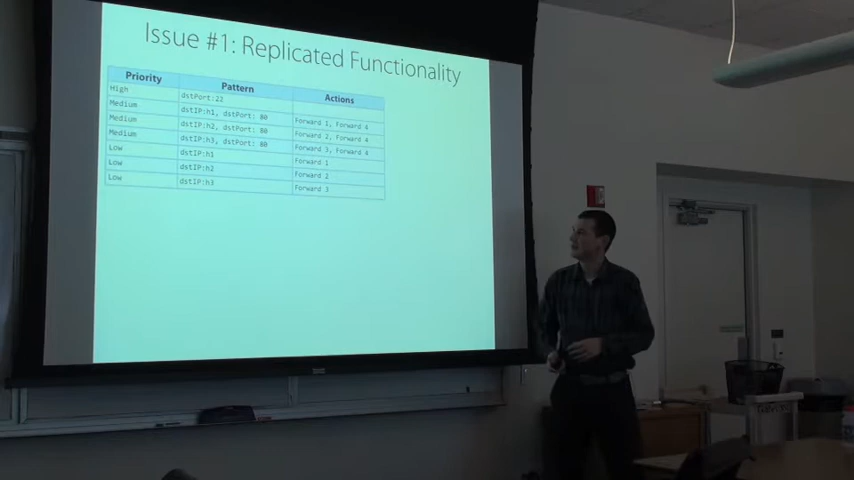 Issue #1: Replicated Functionality
Priority Pattern Actions
High dstPort:22
Medium dstIP:h1, dstPort: 80 Forward 1, Forward 4
Medium dstIP:h2, dstPort: 80 Forward 2, Forward 4
Medium dstIP:h3, dstPort: 80 Forward 3, Forward 4
Low dstIP:h1 Forward 1
Low dstIP:h2 Forward 2
Low dstIP:h3 Forward 3